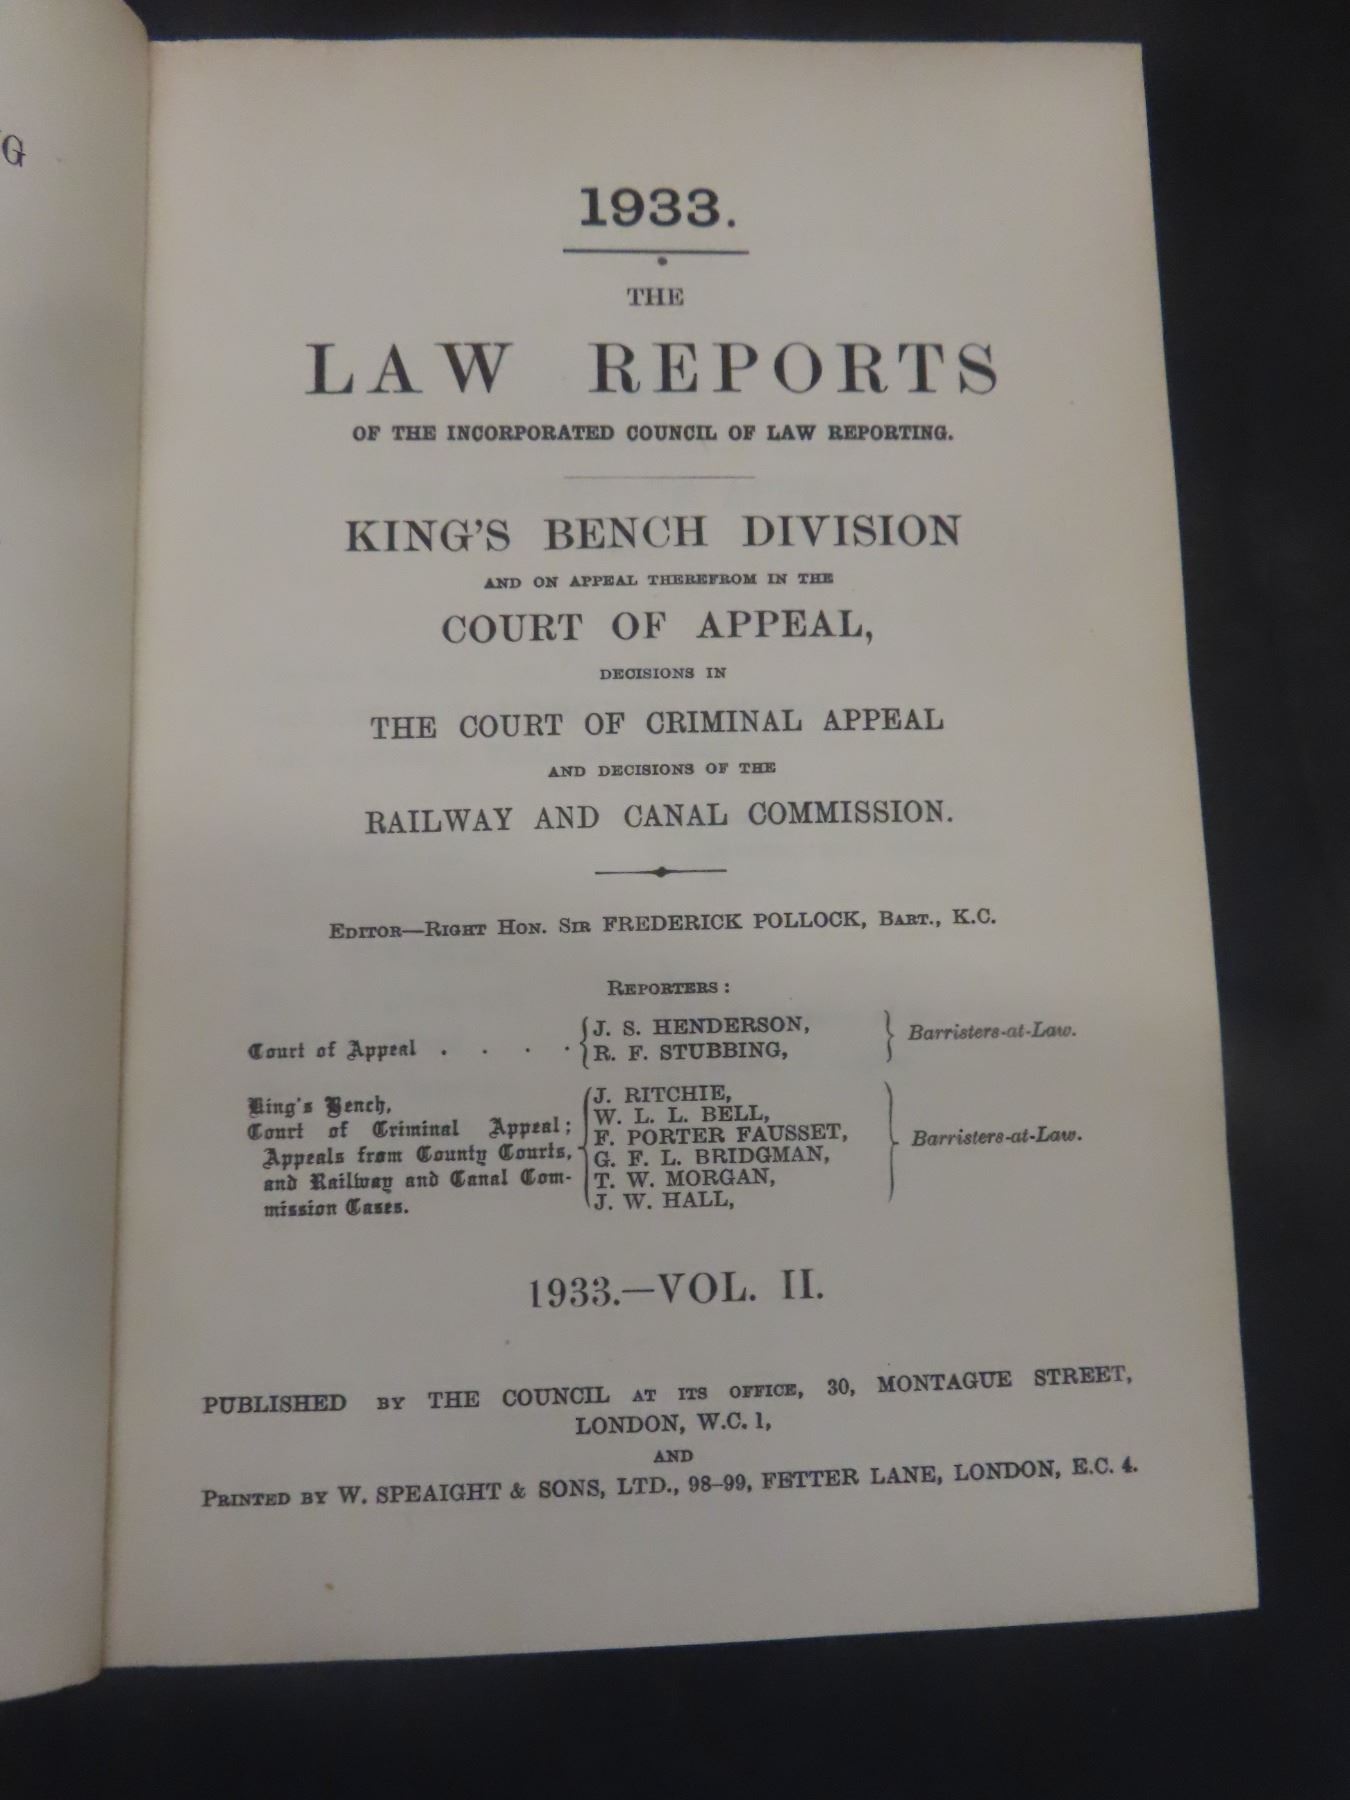 G
1933.
THE
LAW REPORTS
OF THE INCORPORATED COUNCIL OF LAW REPORTING.
KING'S BENCH DIVISION
AND ON APPEAL THEREFROM IN THE
COURT OF APPEAL,
DECISIONS IN
THE COURT OF CRIMINAL APPEAL
AND DECISIONS OF THE
RAILWAY AND CANAL COMMISSION.
EDITOR—RIGHT HON. SIR FREDERICK POLLOCK, BART., K.C.
REPORTERS:
Court of Appeal . . . . { J. S. HENDERSON, } Barristers-at-Law.
R. F. STUBBING,
King's Bench, { J. RITCHIE,
Court of Criminal Appeal; W. L. L. BELL,
Appeals from County Courts, F. PORTER FAUSSET, } Barristers-at-Law.
and Railway and Canal Com- G. F. L. BRIDGMAN,
mission Cases. T. W. MORGAN,
J. W. HALL,
1933.—VOL. II.
PUBLISHED BY THE COUNCIL AT ITS OFFICE, 30, MONTAGUE STREET,
LONDON, W.C. 1,
AND
PRINTED BY W. SPEAIGHT & SONS, LTD., 98–99, FETTER LANE, LONDON, E.C. 4.